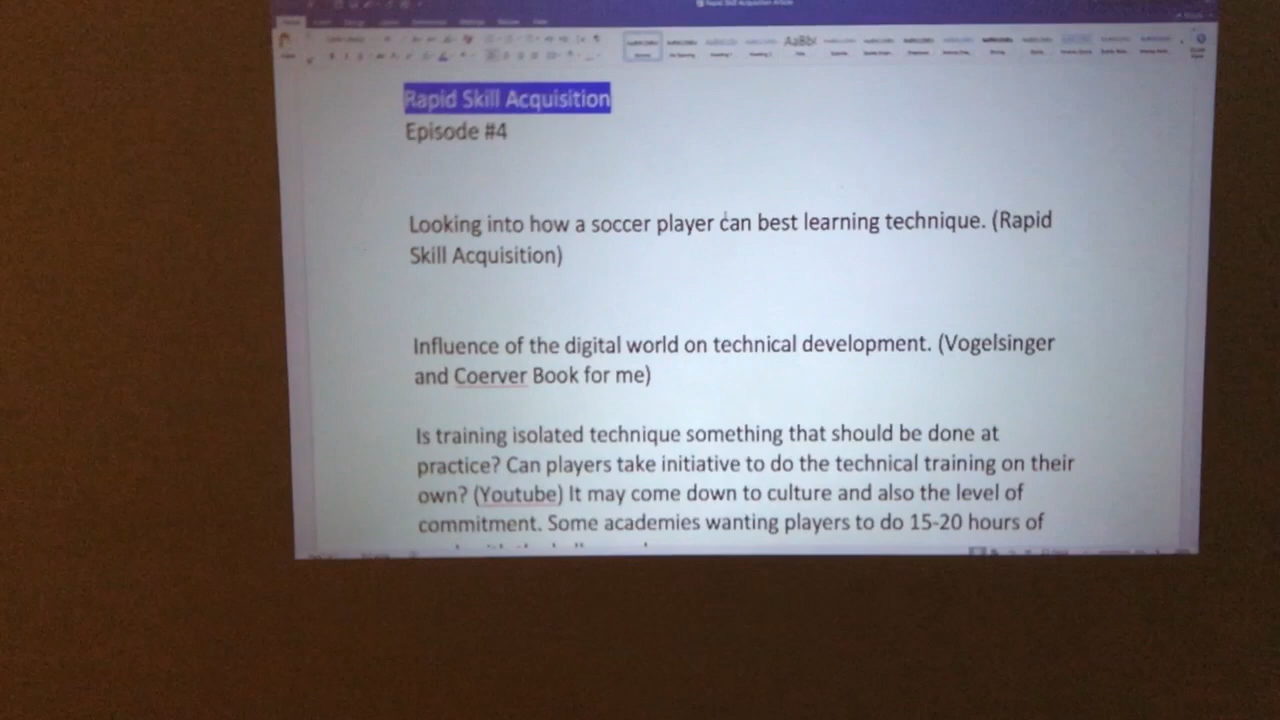 Rapid Skill Acquisition
Episode #4
Looking into how a soccer player can best learning technique. (Rapid
Skill Acquisition)
Influence of the digital world on technical development. (Vogelsinger
and Coerver Book for me)
Is training isolated technique something that should be done at
practice? Can players take initiative to do the technical training on their
own? (Youtube) It may come down to culture and also the level of
commitment. Some academies wanting players to do 15-20 hours of